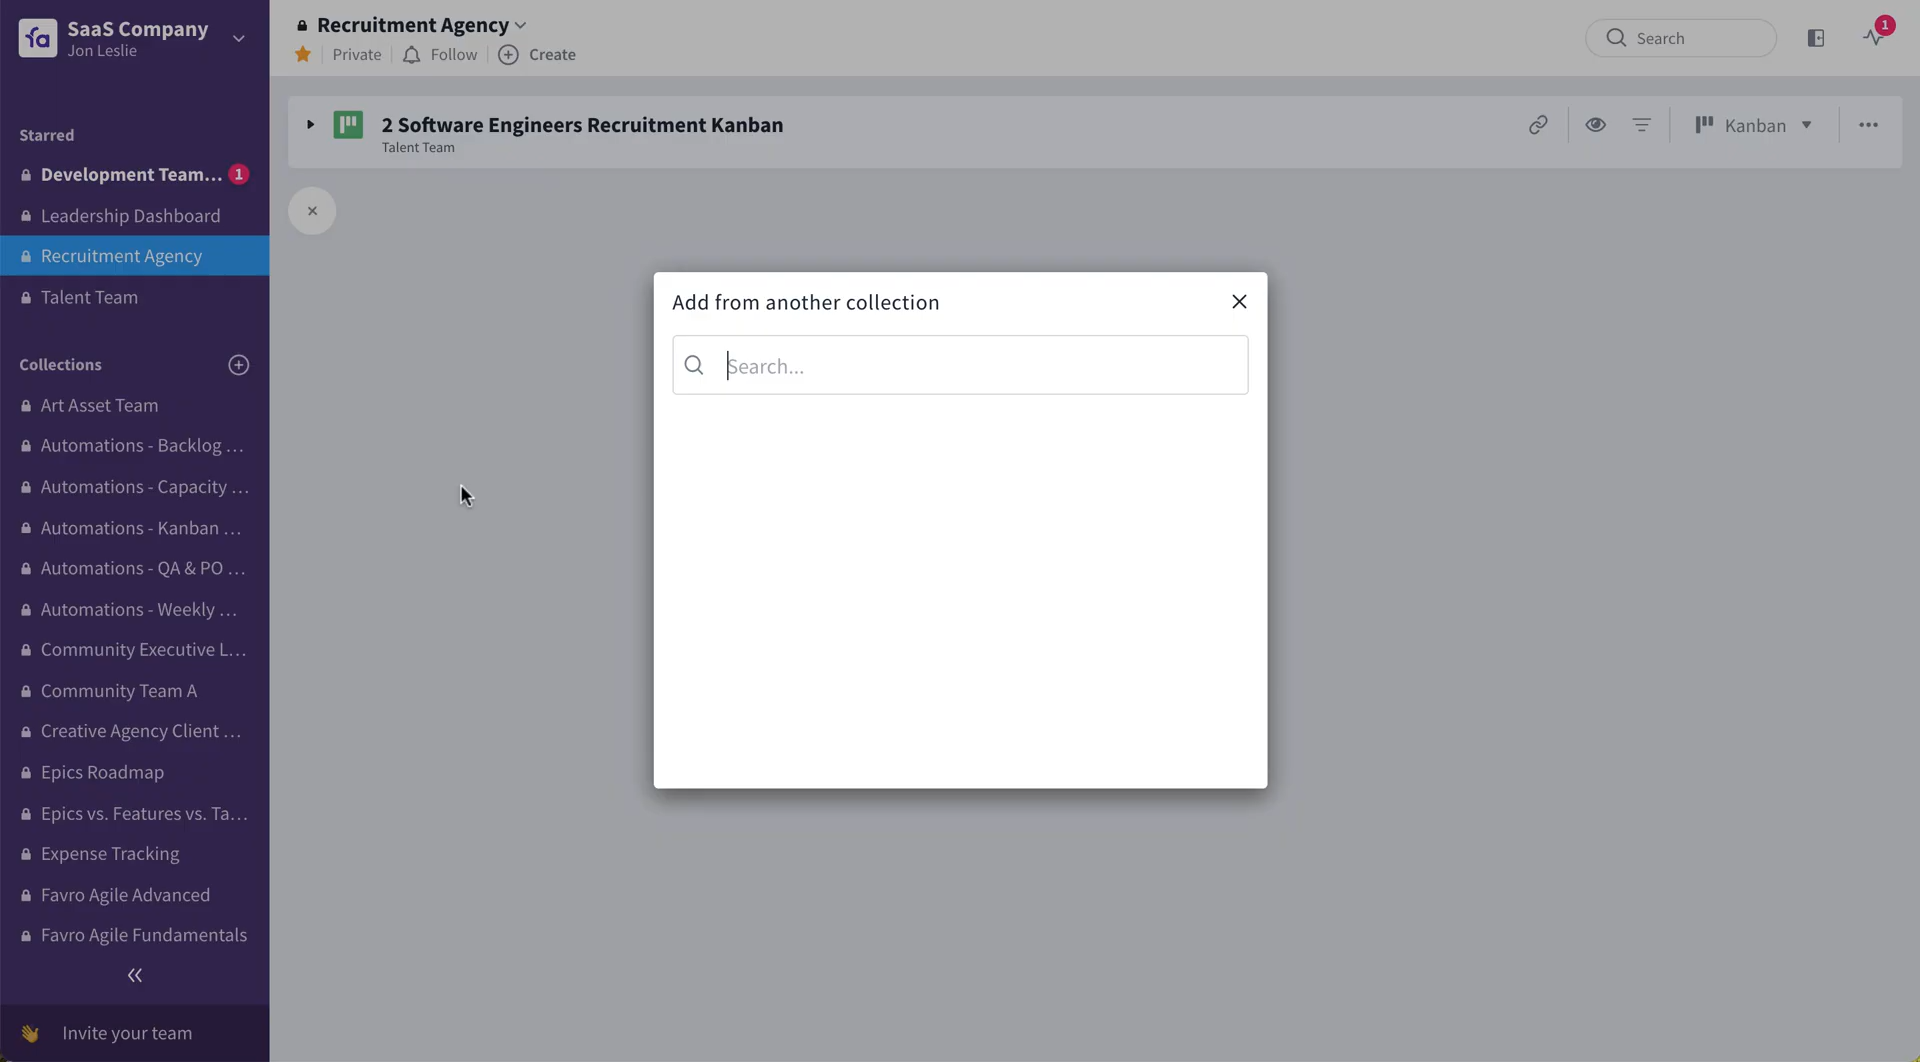 SaaS Company
Jon Leslie
Starred
Development Team...
1
Leadership Dashboard
Recruitment Agency
Talent Team
Collections
Art Asset Team
Automations - Backlog ...
Automations - Capacity ...
Automations - Kanban ...
Automations - QA & PO ...
Automations - Weekly ...
Community Executive L...
Community Team A
Creative Agency Client ...
Epics Roadmap
Epics vs. Features vs. Ta...
Expense Tracking
Favro Agile Advanced
Favro Agile Fundamentals
Invite your team
Recruitment Agency
Private
Follow
Create
Search
1
2 Software Engineers Recruitment Kanban
Talent Team
Kanban
Add from another collection
Search...